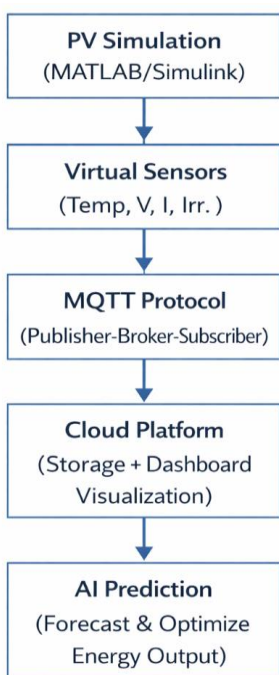 PV Simulation
(MATLAB/Simulink)
Virtual Sensors
(Temp, V, I, Irr. )
MQTT Protocol
(Publisher-Broker-Subscriber)
Cloud Platform
(Storage + Dashboard
Visualization)
AI Prediction
(Forecast & Optimize
Energy Output)